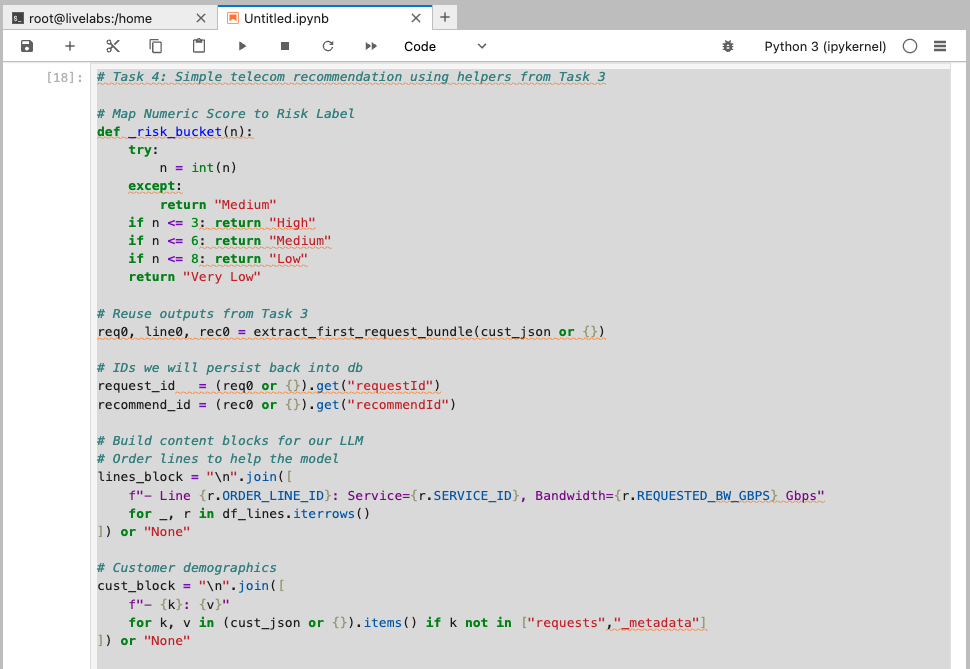 root@livelabs:/home
Untitled.ipynb
Code
Python 3 (ipykernel)
[18]:
# Task 4: Simple telecom recommendation using helpers from Task 3

# Map Numeric Score to Risk Label
def _risk_bucket(n):
    try:
        n = int(n)
    except:
        return "Medium"
    if n <= 3: return "High"
    if n <= 6: return "Medium"
    if n <= 8: return "Low"
    return "Very Low"

# Reuse outputs from Task 3
req0, line0, rec0 = extract_first_request_bundle(cust_json or {})

# IDs we will persist back into db
request_id   = (req0 or {}).get("requestId")
recommend_id = (rec0 or {}).get("recommendId")

# Build content blocks for our LLM
# Order lines to help the model
lines_block = "\n".join([
    f"– Line {r.ORDER_LINE_ID}: Service={r.SERVICE_ID}, Bandwidth={r.REQUESTED_BW_GBPS} Gbps"
    for _, r in df_lines.iterrows()
]) or "None"

# Customer demographics
cust_block = "\n".join([
    f"– {k}: {v}"
    for k, v in (cust_json or {}).items() if k not in ["requests","_metadata"]
]) or "None"